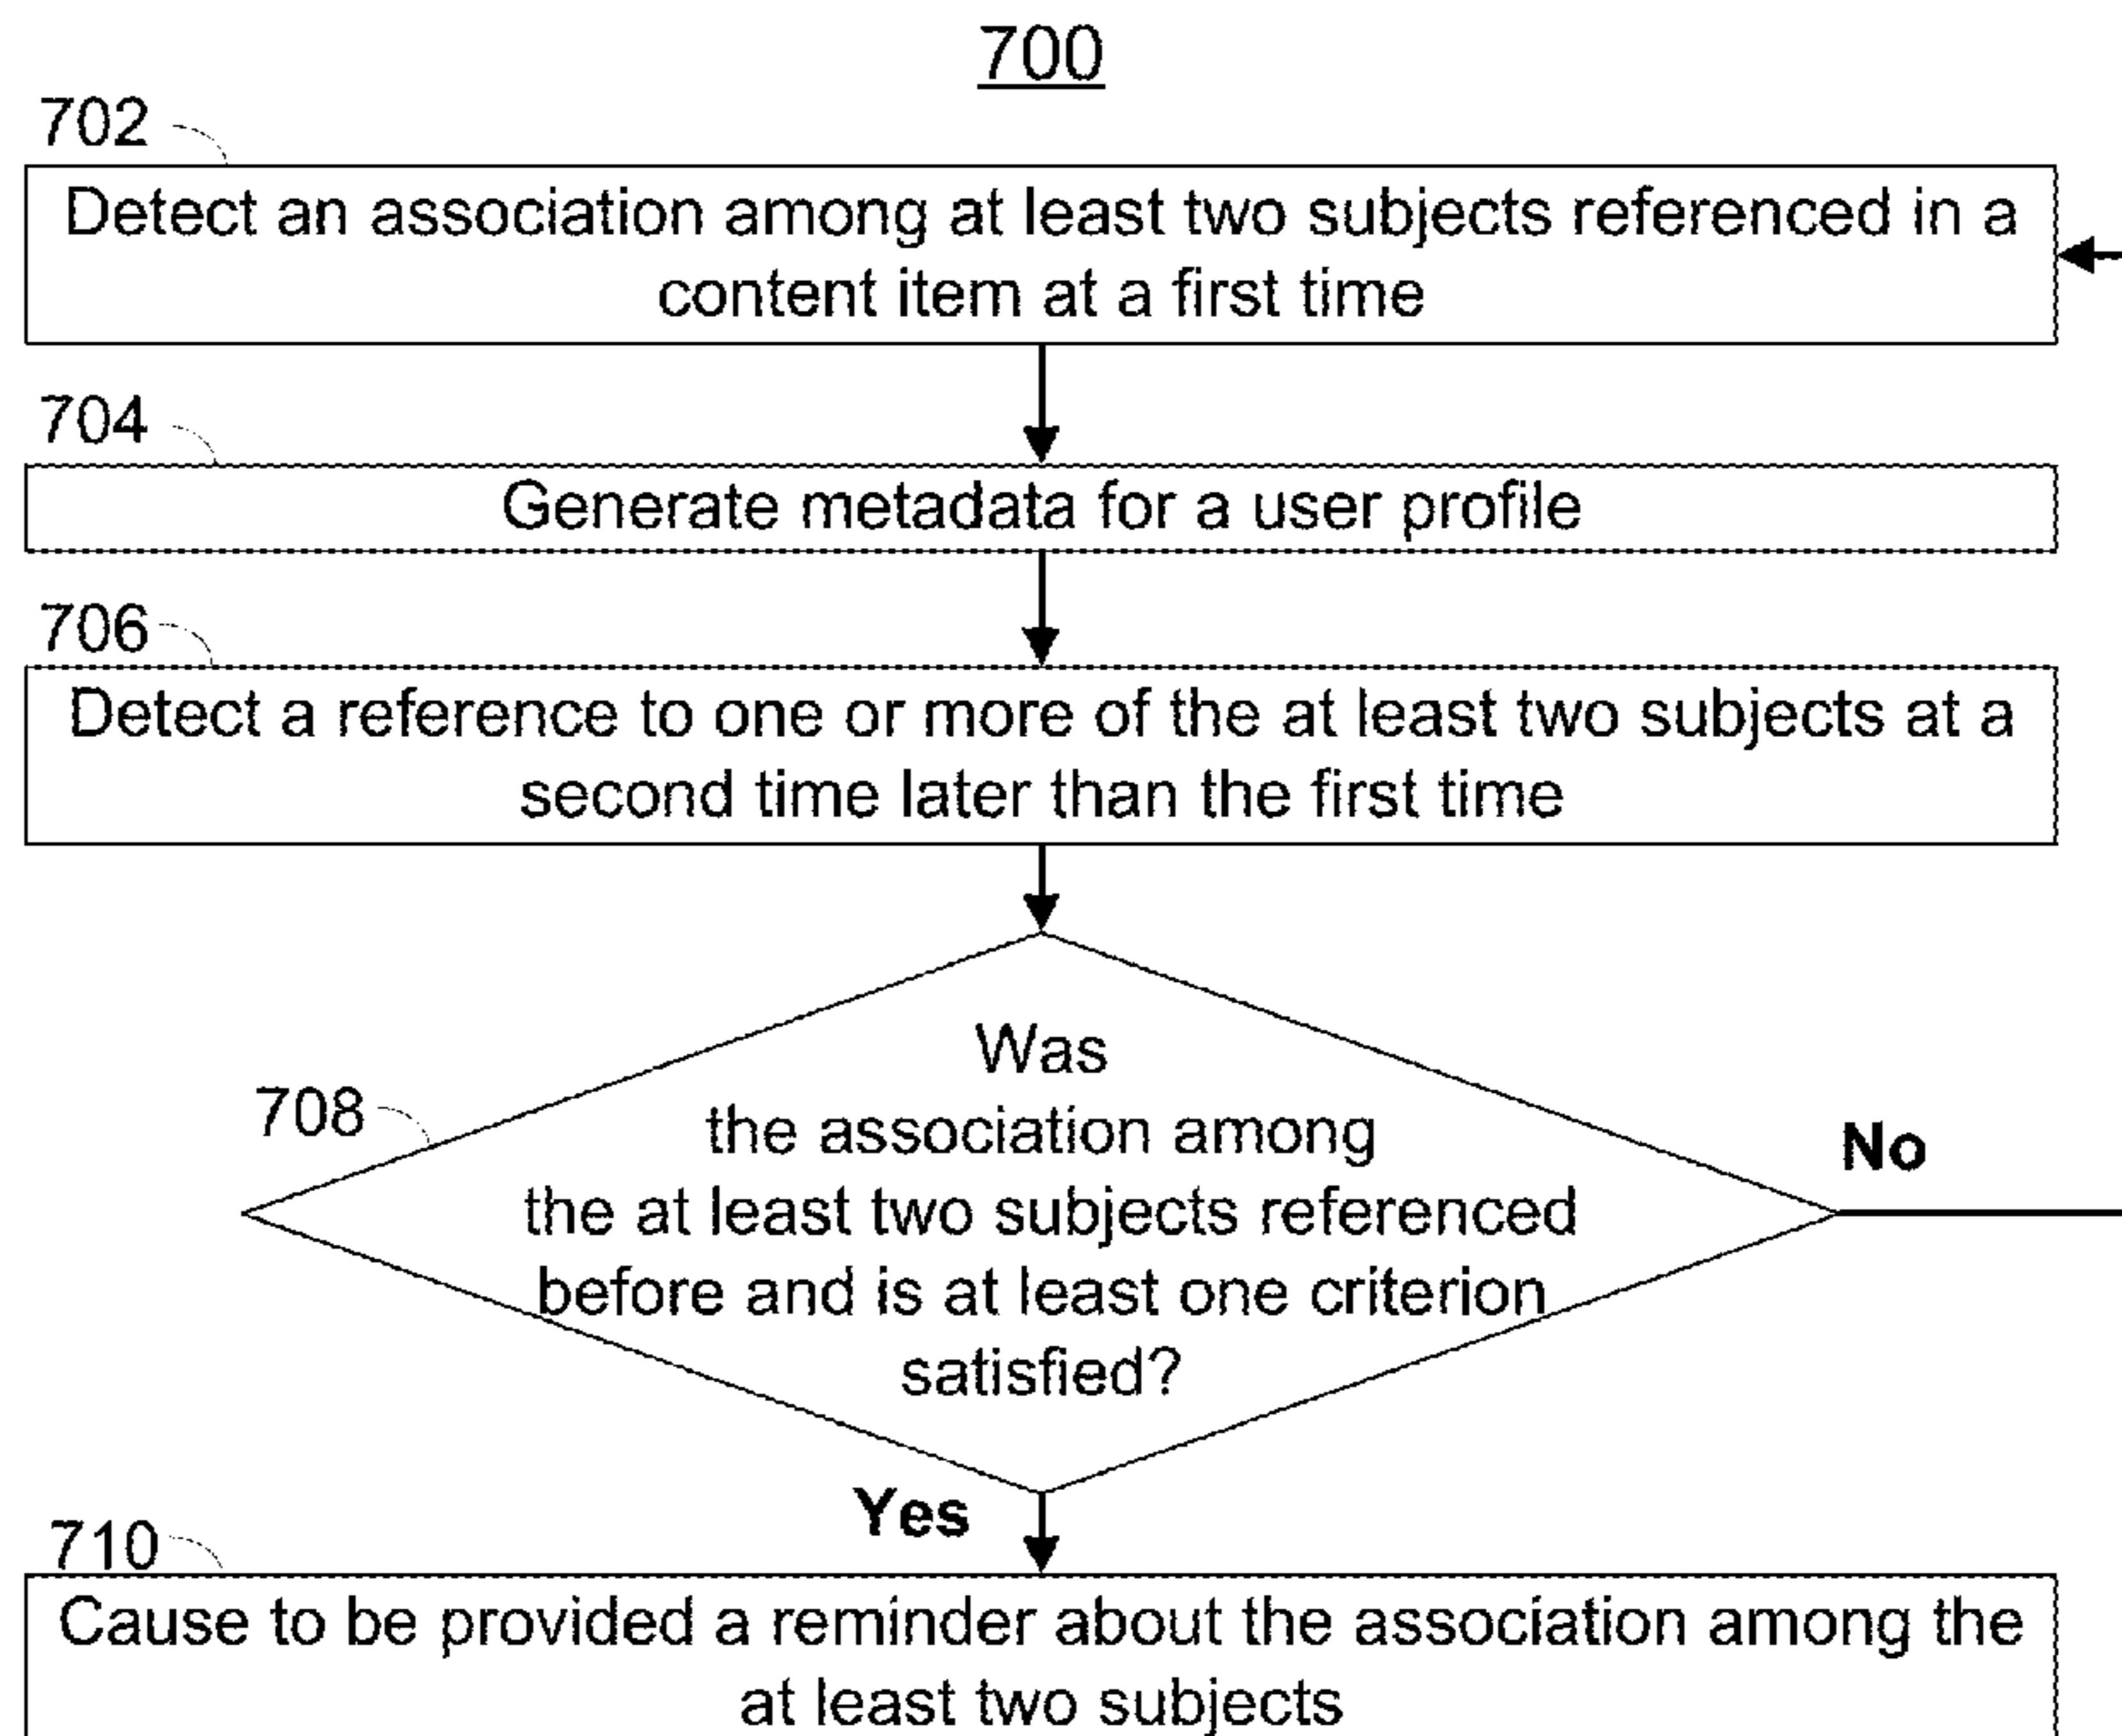 700
702
Detect an association among at least two subjects referenced in a
content item at a first time
704
Generate metadata for a user profile
706
Detect a reference to one or more of the at least two subjects at a
second time later than the first time
708
Was
the association among
the at least two subjects referenced
before and is at least one criterion
satisfied?
No
Yes
710
Cause to be provided a reminder about the association among the
at least two subjects